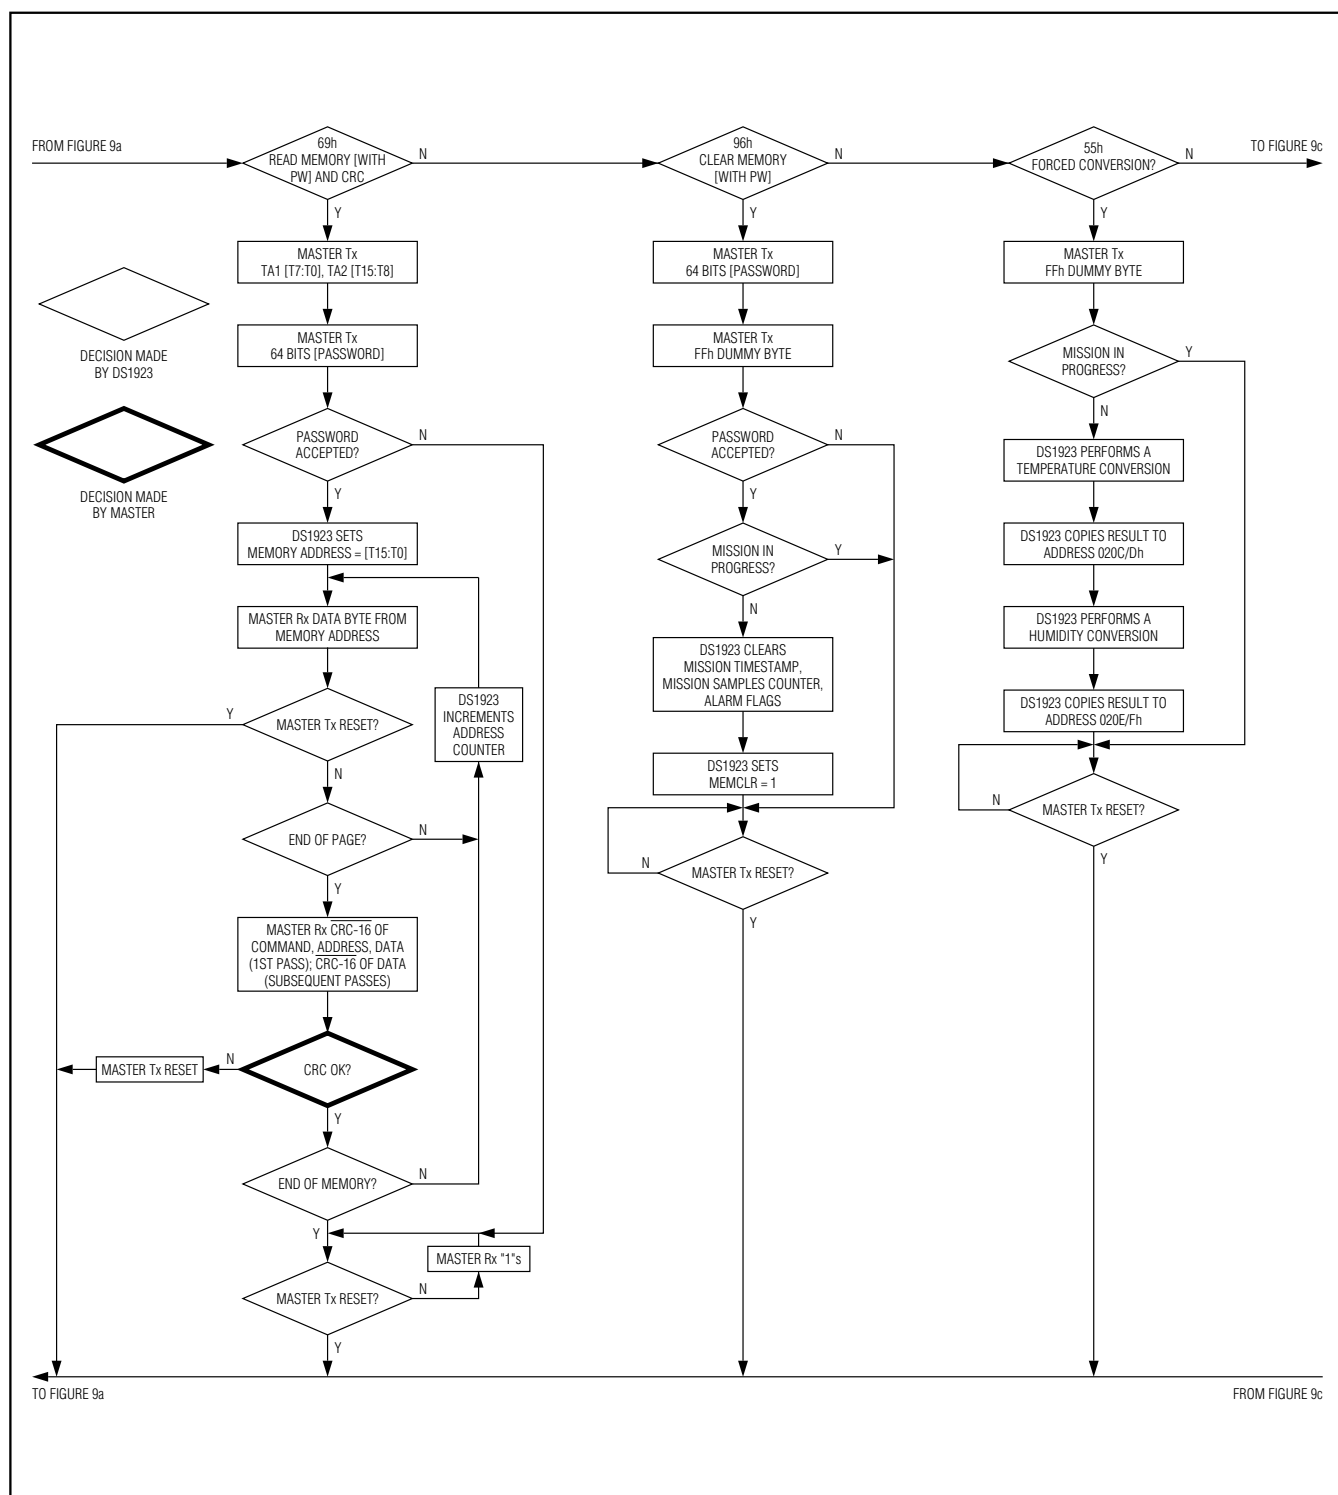 FROM FIGURE 9a
69h
READ MEMORY [WITH
PW] AND CRC
N
Y
MASTER Tx
TA1 [T7:T0], TA2 [T15:T8]
MASTER Tx
64 BITS [PASSWORD]
DECISION MADE
BY DS1923
DECISION MADE
BY MASTER
PASSWORD
ACCEPTED?
N
Y
DS1923 SETS
MEMORY ADDRESS = [T15:T0]
MASTER Rx DATA BYTE FROM
MEMORY ADDRESS
DS1923
INCREMENTS
ADDRESS
COUNTER
Y
MASTER Tx RESET?
N
END OF PAGE?
N
Y
MASTER Rx CRC-16 OF
COMMAND, ADDRESS, DATA
(1ST PASS); CRC-16 OF DATA
(SUBSEQUENT PASSES)
MASTER Tx RESET
N
CRC OK?
Y
END OF MEMORY?
N
Y
MASTER Rx "1"s
MASTER Tx RESET?
N
Y
96h
CLEAR MEMORY
[WITH PW]
N
Y
MASTER Tx
64 BITS [PASSWORD]
MASTER Tx
FFh DUMMY BYTE
PASSWORD
ACCEPTED?
N
Y
MISSION IN
PROGRESS?
Y
N
DS1923 CLEARS
MISSION TIMESTAMP,
MISSION SAMPLES COUNTER,
ALARM FLAGS
DS1923 SETS
MEMCLR = 1
N
MASTER Tx RESET?
Y
55h
FORCED CONVERSION?
N
TO FIGURE 9c
Y
MASTER Tx
FFh DUMMY BYTE
MISSION IN
PROGRESS?
Y
N
DS1923 PERFORMS A
TEMPERATURE CONVERSION
DS1923 COPIES RESULT TO
ADDRESS 020C/Dh
DS1923 PERFORMS A
HUMIDITY CONVERSION
DS1923 COPIES RESULT TO
ADDRESS 020E/Fh
N
MASTER Tx RESET?
Y
TO FIGURE 9a
FROM FIGURE 9c